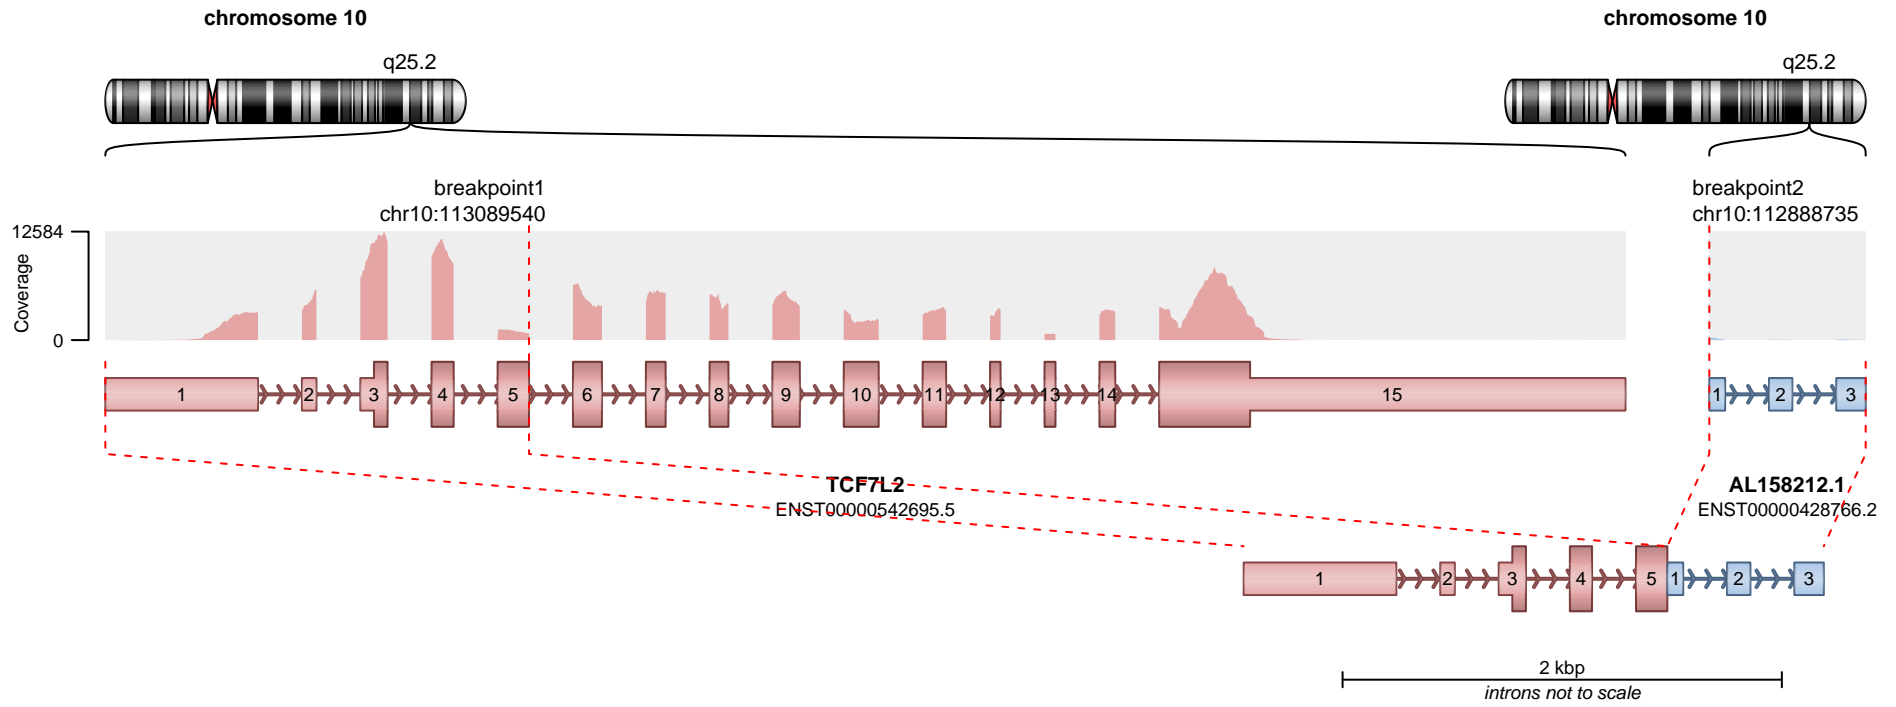 chromosome 10
chromosome 10
q25.2
q25.2
breakpoint1
chr10:113089540
breakpoint2
chr10:112888735
12584
Coverage
0
1 2 3 4 5 6 7 8 9 10 11 12 13 14 15
1 2 3
TCF7L2
ENST00000542695.5
AL158212.1
ENST00000428766.2
1 2 3 4 5 1 2 3
2 kbp
introns not to scale